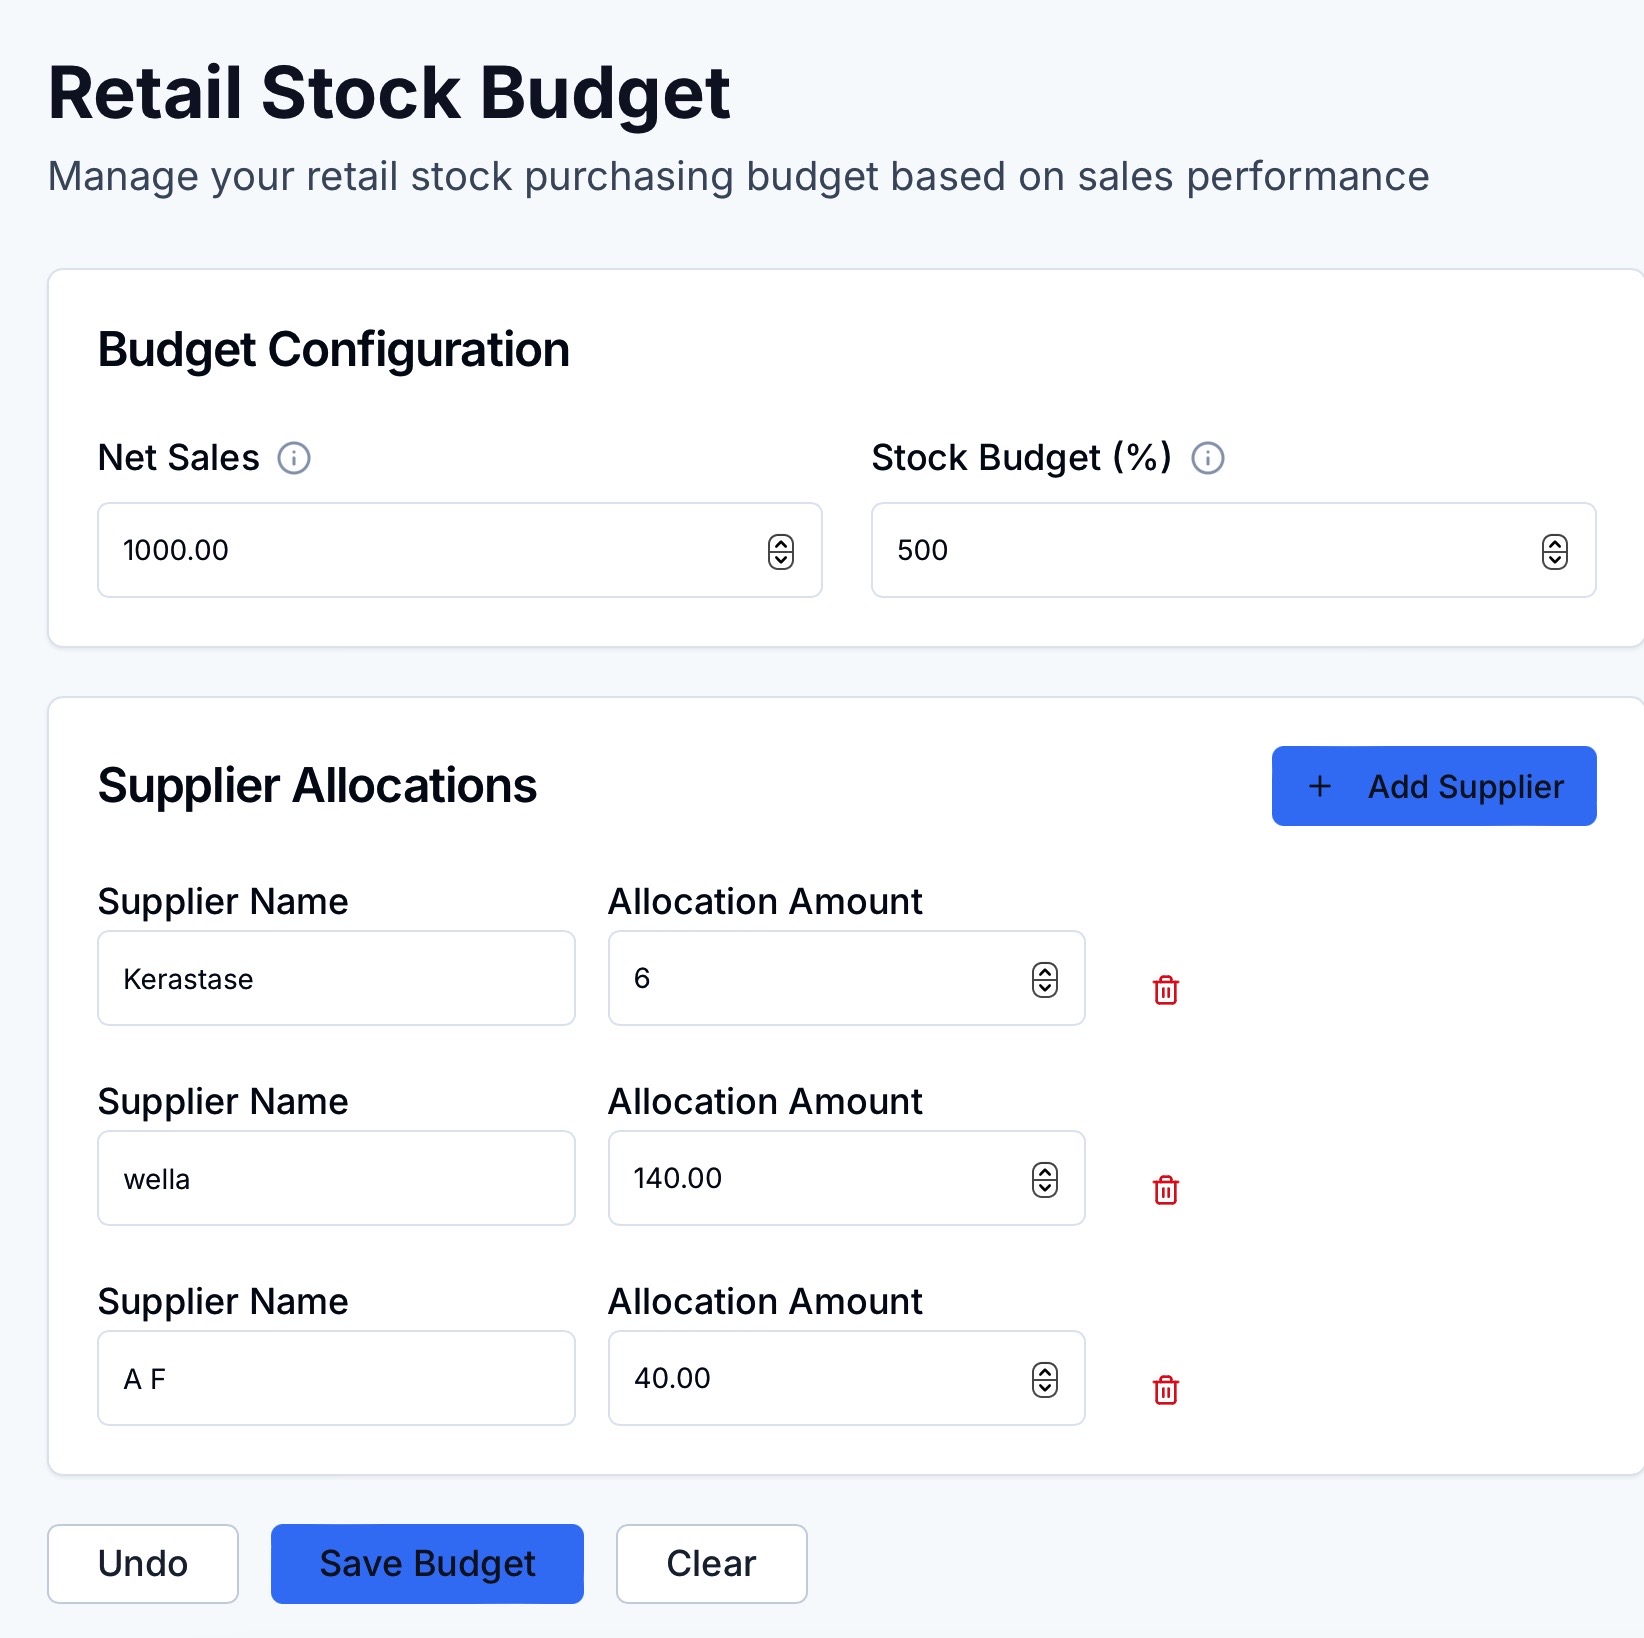 Retail Stock Budget
Manage your retail stock purchasing budget based on sales performance
Budget Configuration
Net Sales
Stock Budget (%)
1000.00
500
Supplier Allocations
+ Add Supplier
Supplier Name
Allocation Amount
Kerastase
6
Supplier Name
Allocation Amount
wella
140.00
Supplier Name
Allocation Amount
A F
40.00
Undo
Save Budget
Clear